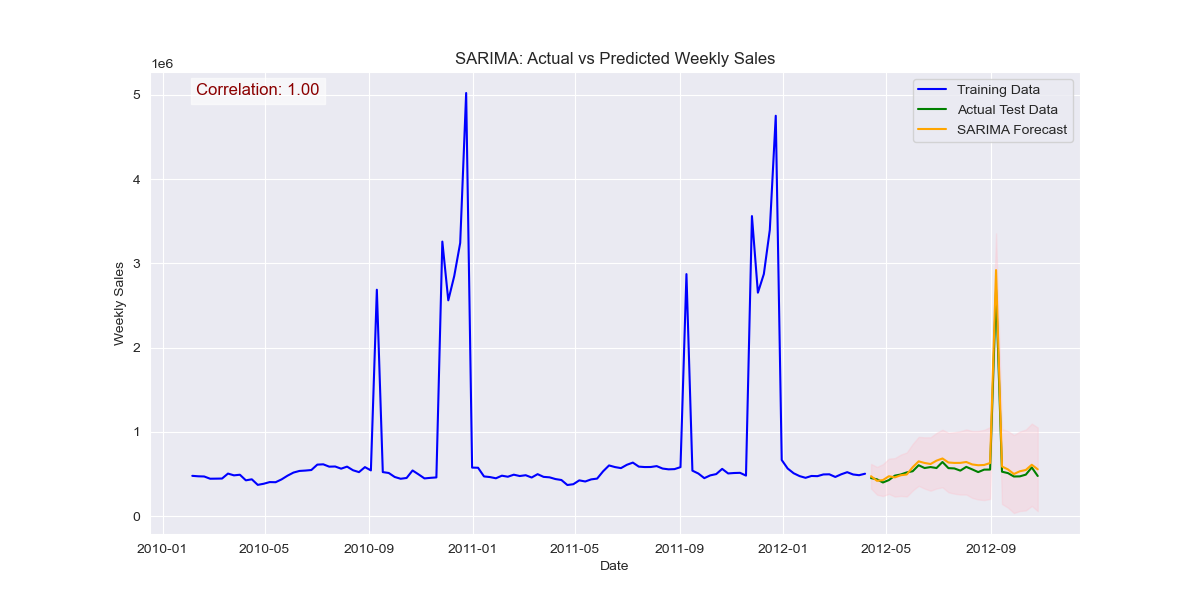 SARIMA: Actual vs Predicted Weekly Sales
1e6
Correlation: 1.00
Training Data
Actual Test Data
SARIMA Forecast
5
4
3
2
1
0
Weekly Sales
2010-01 2010-05 2010-09 2011-01 2011-05 2011-09 2012-01 2012-05 2012-09
Date